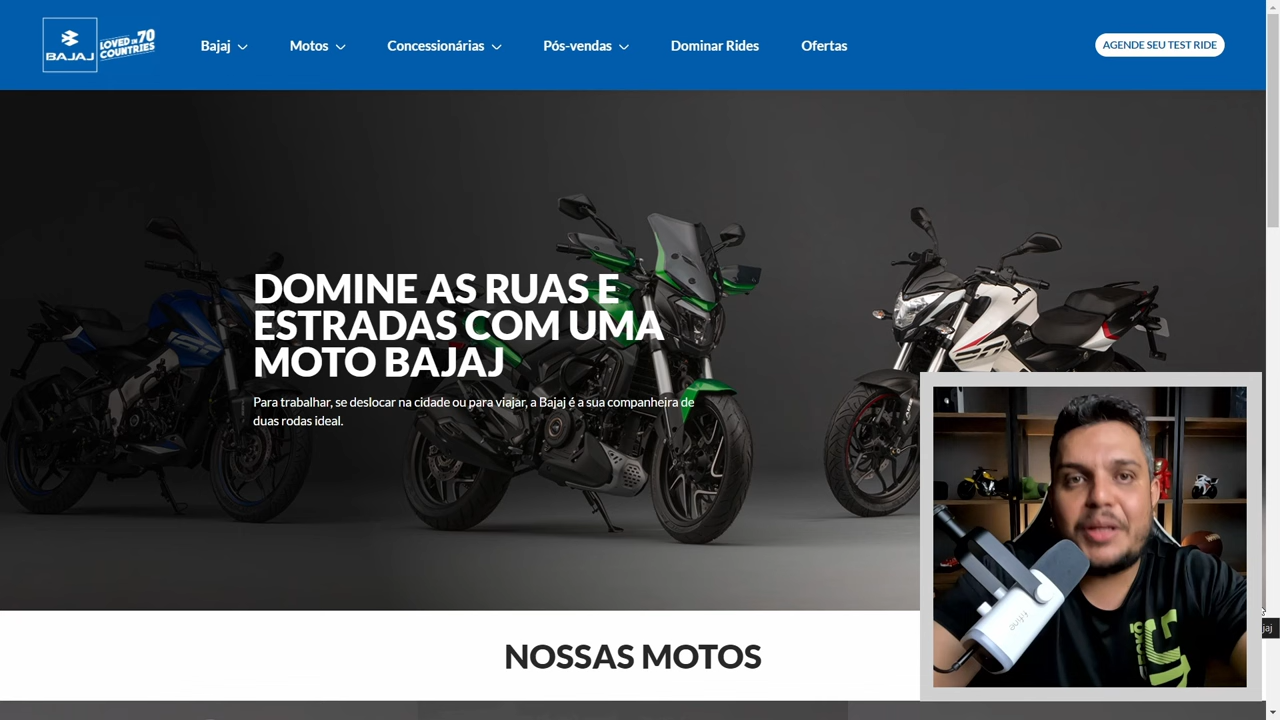 BAJAJ
LOVED IN 70
COUNTRIES
Bajaj
Motos
Concessionárias
Pós-vendas
Dominar Rides
Ofertas
AGENDE SEU TEST RIDE
DOMINE AS RUAS E
ESTRADAS COM UMA
MOTO BAJAJ
Para trabalhar, se deslocar na cidade ou para viajar, a Bajaj é a sua companheira de
duas rodas ideal.
NOSSAS MOTOS
fifine